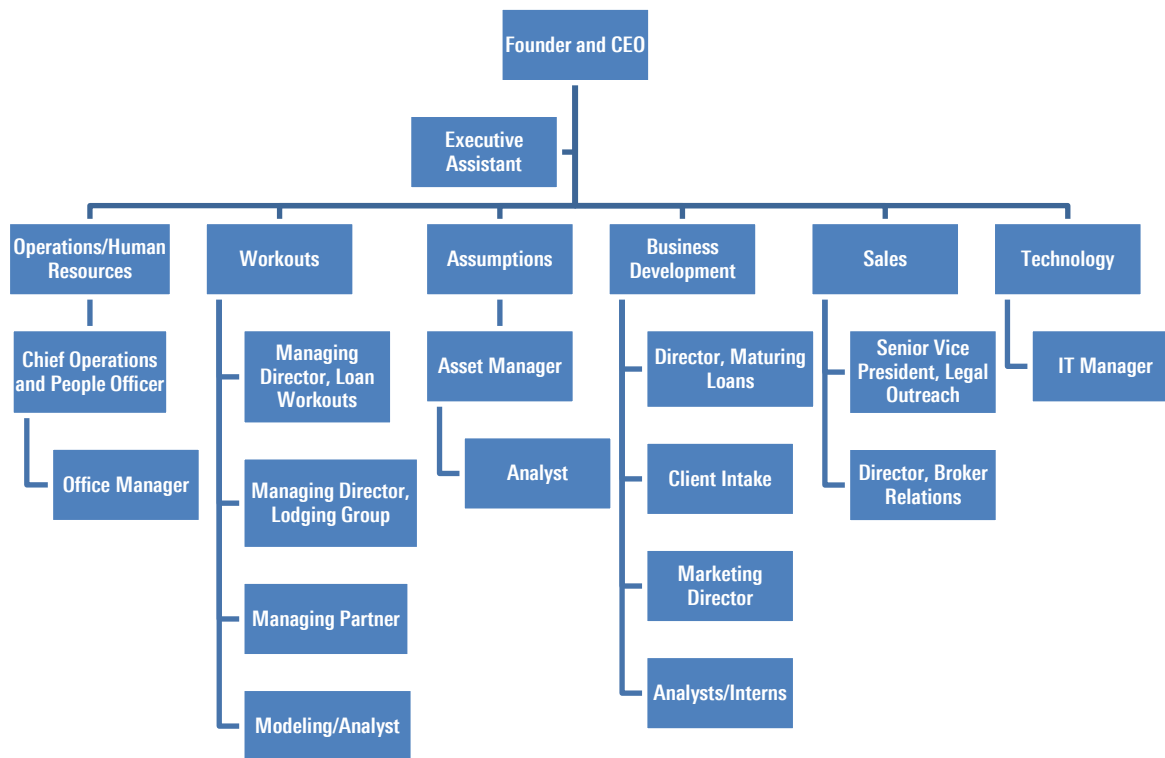 Founder and CEO
Executive
Assistant
Operations/Human
Resources
Workouts
Assumptions
Business
Development
Sales
Technology
Chief Operations
and People Officer
Office Manager
Managing
Director, Loan
Workouts
Managing Director,
Lodging Group
Managing Partner
Modeling/Analyst
Asset Manager
Analyst
Director, Maturing
Loans
Client Intake
Marketing
Director
Analysts/Interns
Senior Vice
President, Legal
Outreach
Director, Broker
Relations
IT Manager